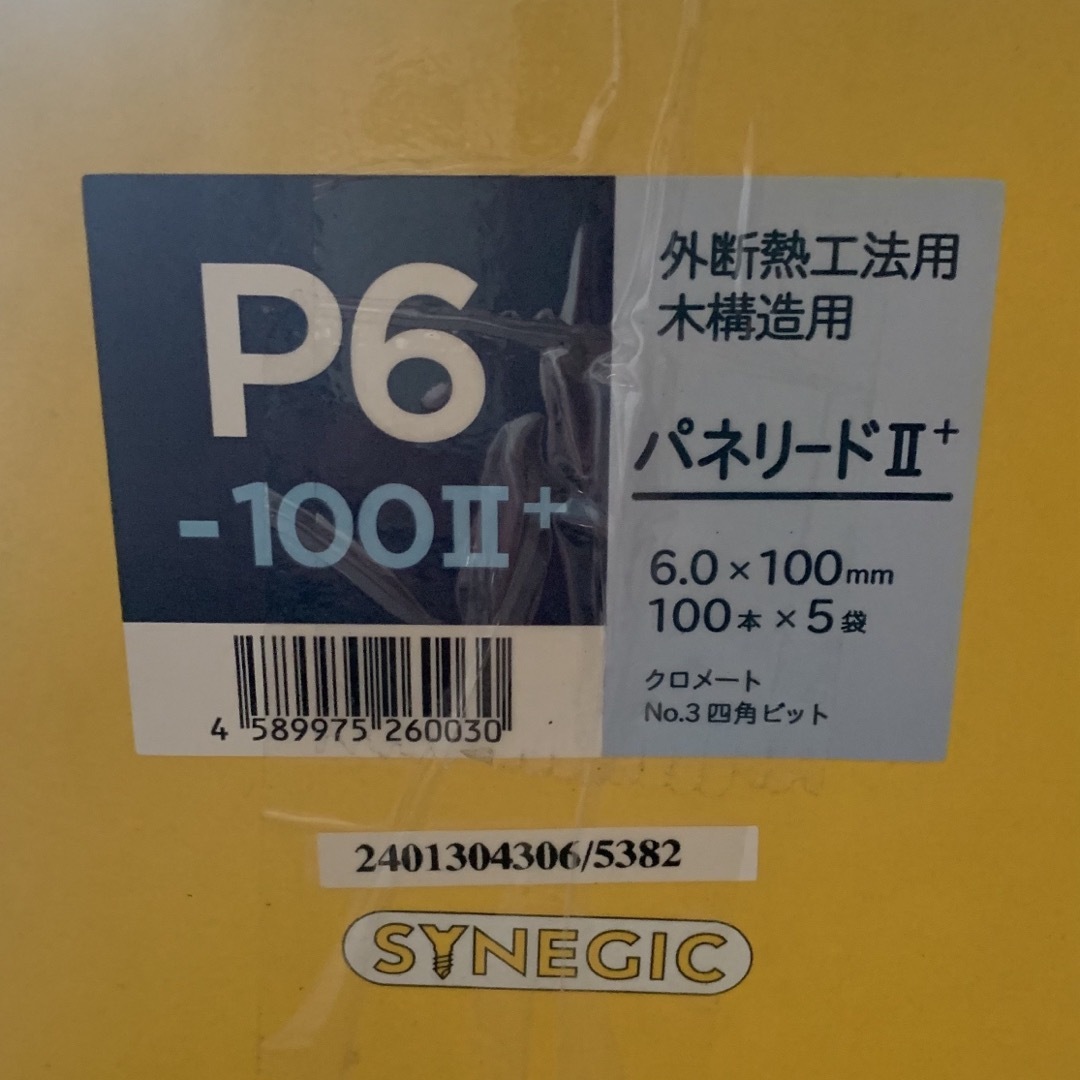 P6
-100Ⅱ+
4 589975 260030
外断熱工法用
木構造用
パネリードⅡ+
6.0×100mm
100本×5袋
クロメート
No.3四角ビット
2401304306/5382
SYNEGIC